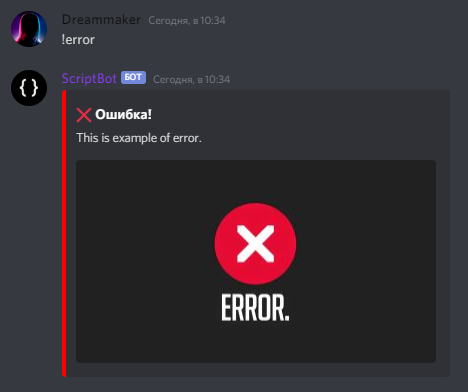 Dreammaker Сегодня, в 10:34
!error
{ }
ScriptBot БОТ Сегодня, в 10:34
❌ Ошибка!
This is example of error.
ERROR.